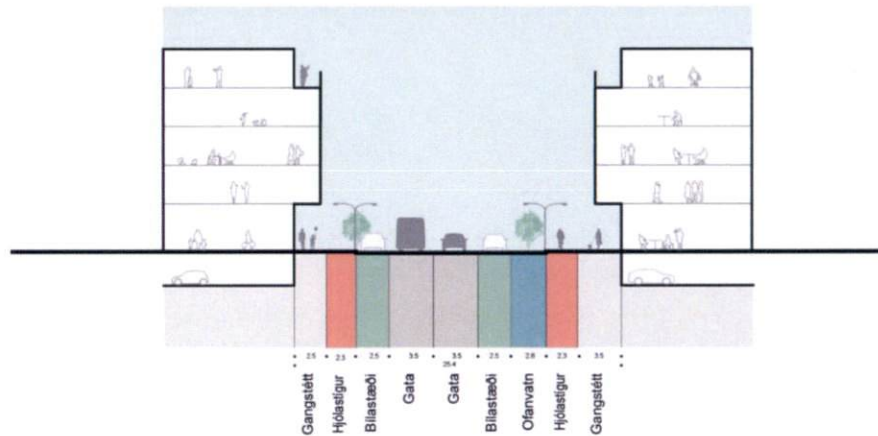 2.5 2.3 2.5 3.5 3.5 2.5 2.8 2.3 3.5
25.4
Gangstétt
Hjólastígur
Bílastæði
Gata
Gata
Bílastæði
Ofanvatn
Hjólastígur
Gangstétt